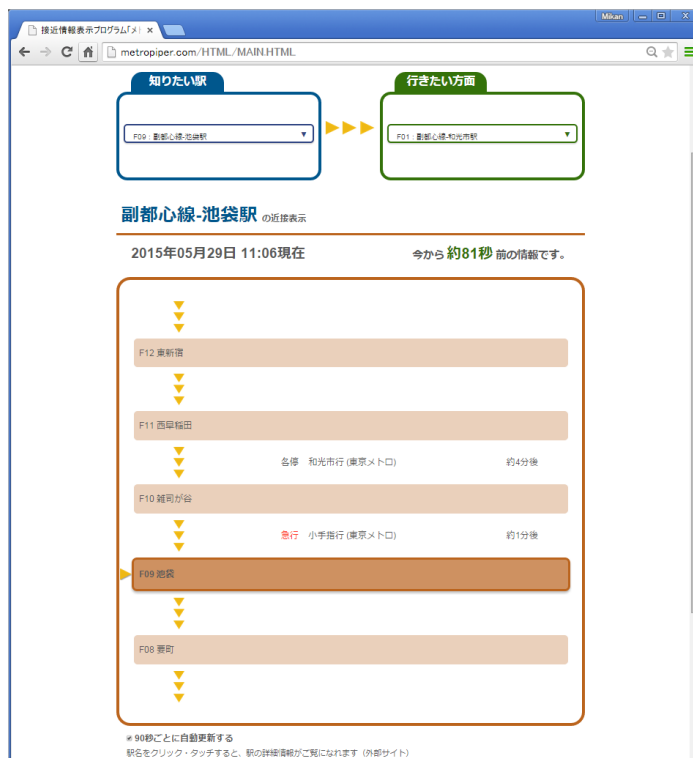 Mikan
接近情報表示プログラム「メ
metropiper.com/HTML/MAIN.HTML
知りたい駅
行きたい方面
F09：副都心線-池袋駅
F01：副都心線-和光市駅
副都心線-池袋駅 の近接表示
2015年05月29日 11:06現在
今から 約81秒 前の情報です。
F12 東新宿
F11 西早稲田
各停 和光市行 (東京メトロ) 約4分後
F10 雑司が谷
急行 小手指行 (東京メトロ) 約1分後
F09 池袋
F08 要町
90秒ごとに自動更新する
駅名をクリック・タッチすると、駅の詳細情報がご覧になれます（外部サイト）